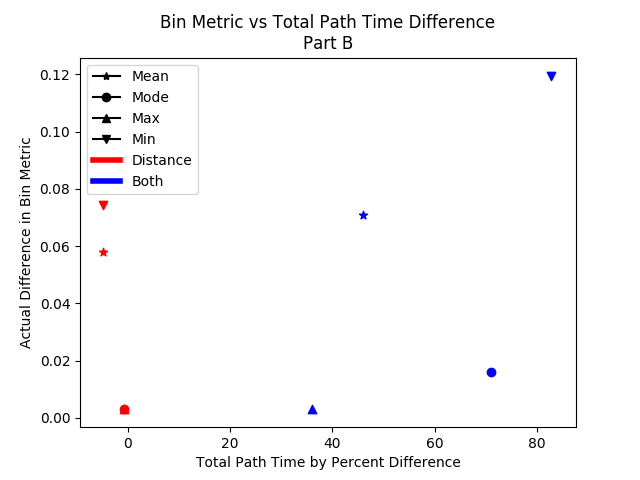 Bin Metric vs Total Path Time Difference
Part B
Mean
Mode
Max
Min
Distance
Both
Actual Difference in Bin Metric
0.12
0.10
0.08
0.06
0.04
0.02
0.00
0 20 40 60 80
Total Path Time by Percent Difference